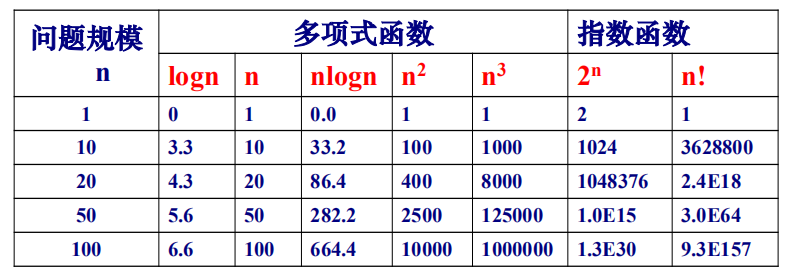 问题规模 多项式函数 指数函数
n logn n nlogn n² n³ 2ⁿ n!
1 0 1 0.0 1 1 2 1
10 3.3 10 33.2 100 1000 1024 3628800
20 4.3 20 86.4 400 8000 1048376 2.4E18
50 5.6 50 282.2 2500 125000 1.0E15 3.0E64
100 6.6 100 664.4 10000 1000000 1.3E30 9.3E157